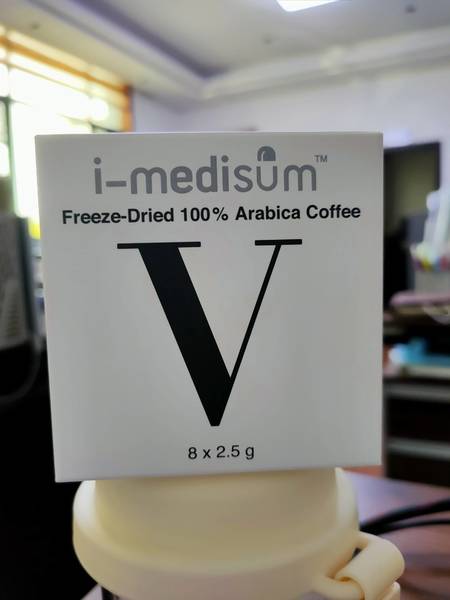 i-medisum™
Freeze-Dried 100% Arabica Coffee
V
8 x 2.5 g